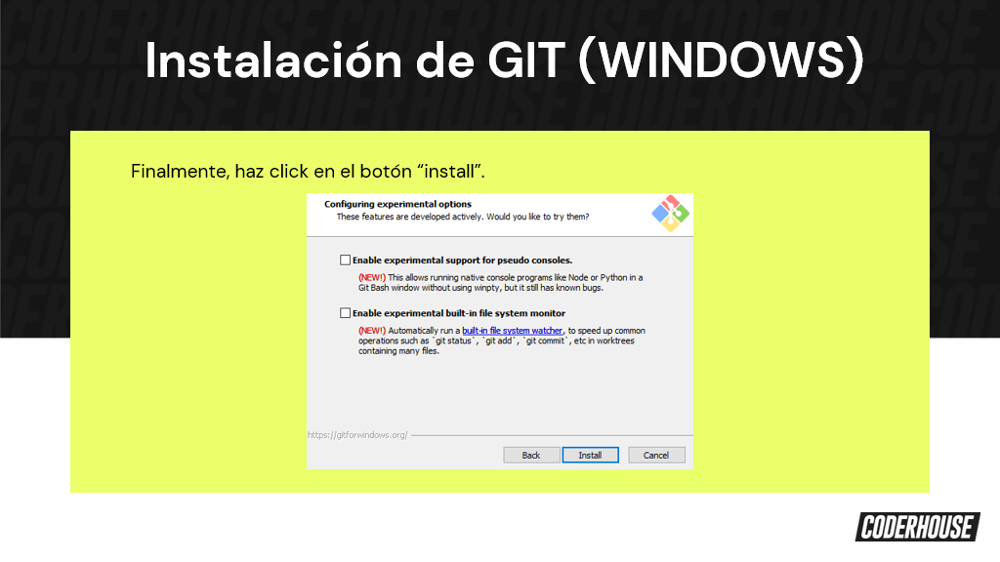 Instalación de GIT (WINDOWS)
Finalmente, haz click en el botón “install”.
Configuring experimental options
These features are developed actively. Would you like to try them?
Enable experimental support for pseudo consoles.
(NEW!) This allows running native console programs like Node or Python in a
Git Bash window without using winpty, but it still has known bugs.
Enable experimental built-in file system monitor
(NEW!) Automatically run a built-in file system watcher, to speed up common
operations such as `git status`, `git add`, `git commit`, etc in worktrees
containing many files.
https://gitforwindows.org/
Back Install Cancel
CODERHOUSE